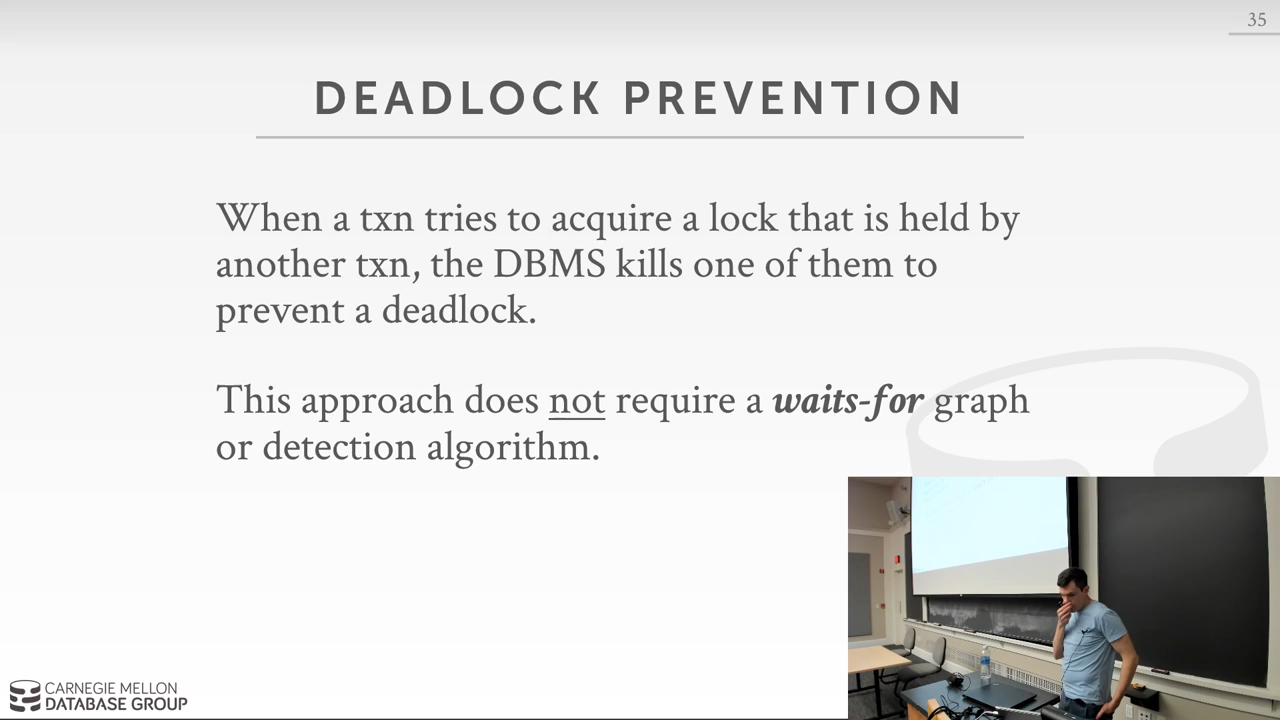 35
DEADLOCK PREVENTION
When a txn tries to acquire a lock that is held by
another txn, the DBMS kills one of them to
prevent a deadlock.
This approach does not require a waits-for graph
or detection algorithm.
CARNEGIE MELLON
DATABASE GROUP